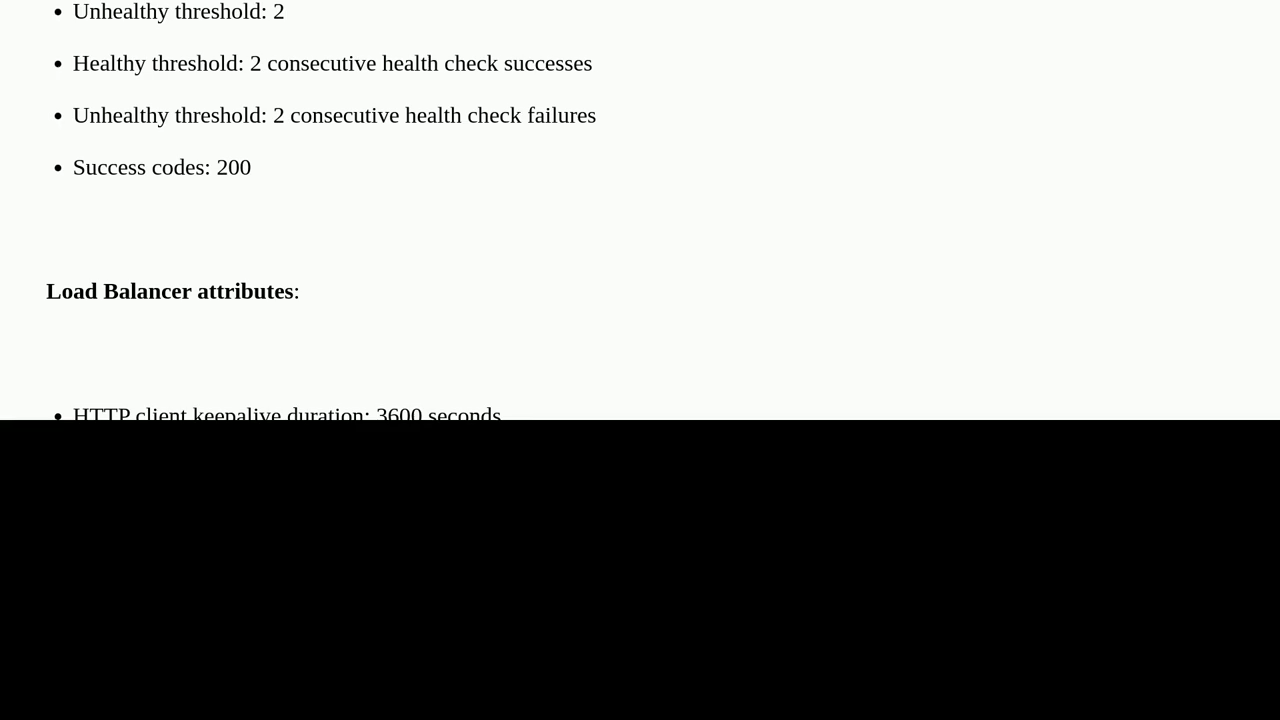 • Unhealthy threshold: 2
• Healthy threshold: 2 consecutive health check successes
• Unhealthy threshold: 2 consecutive health check failures
• Success codes: 200
Load Balancer attributes:
• HTTP client keepalive duration: 3600 seconds